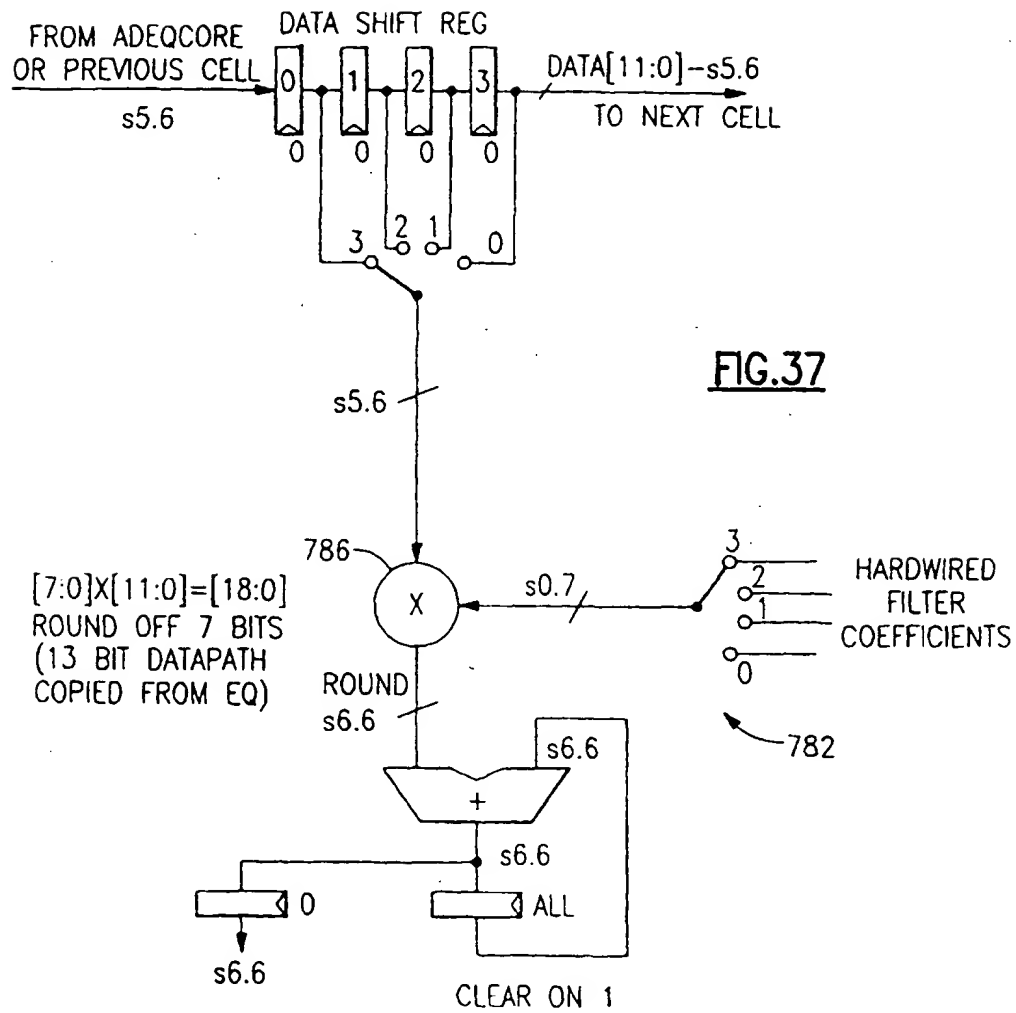 DATA SHIFT REG
FROM ADEQCORE
OR PREVIOUS CELL
s5.6
0
1
2
3
0
0
0
0
DATA[11:0]-s5.6
TO NEXT CELL
3
2
1
0
FIG.37
s5.6
786
X
s0.7
3
2
1
0
HARDWIRED
FILTER
COEFFICIENTS
782
[7:0]X[11:0]=[18:0]
ROUND OFF 7 BITS
(13 BIT DATAPATH
COPIED FROM EQ)
ROUND
s6.6
s6.6
+
s6.6
0
ALL
s6.6
CLEAR ON 1